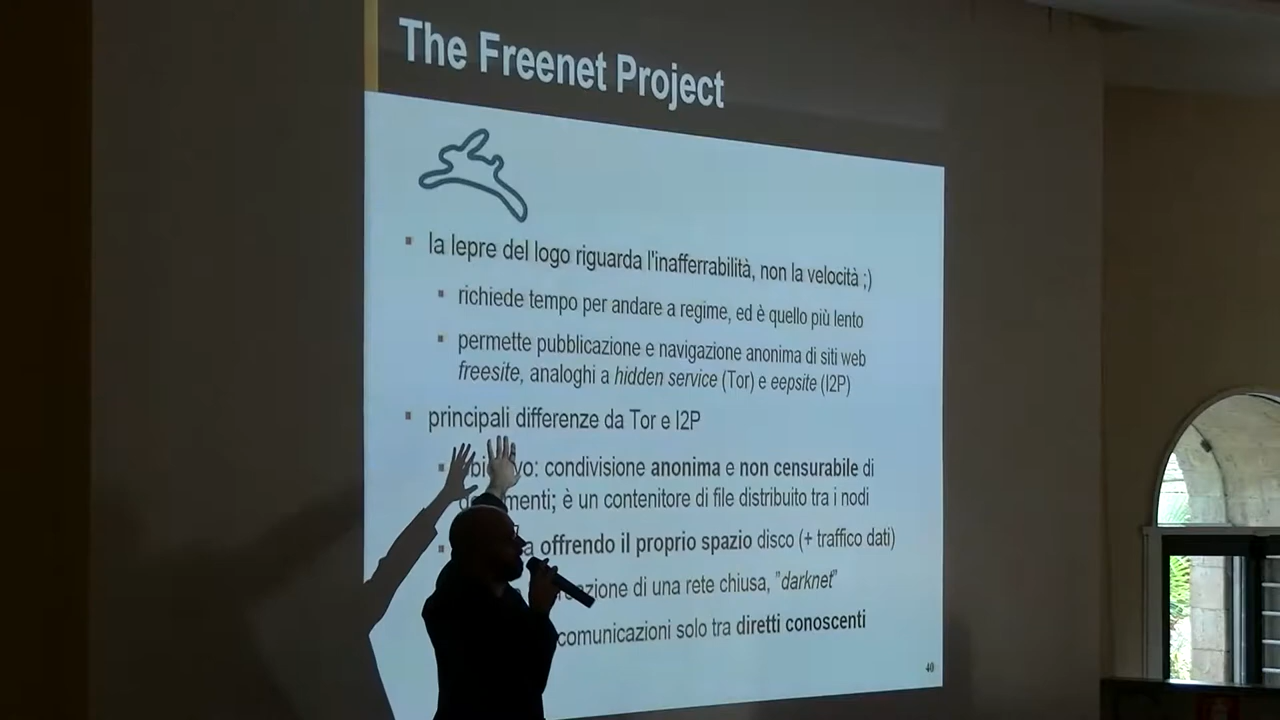 The Freenet Project
la lepre del logo riguarda l'inafferrabilità, non la velocità ;)
richiede tempo per andare a regime, ed è quello più lento
permette pubblicazione e navigazione anonima di siti web
freesite, analoghi a hidden service (Tor) e eepsite (I2P)
principali differenze da Tor e I2P
condivisione anonima e non censurabile di
è un contenitore di file distribuito tra i nodi
offrendo il proprio spazio disco (+ traffico dati)
di una rete chiusa, "darknet"
comunicazioni solo tra diretti conoscenti
40